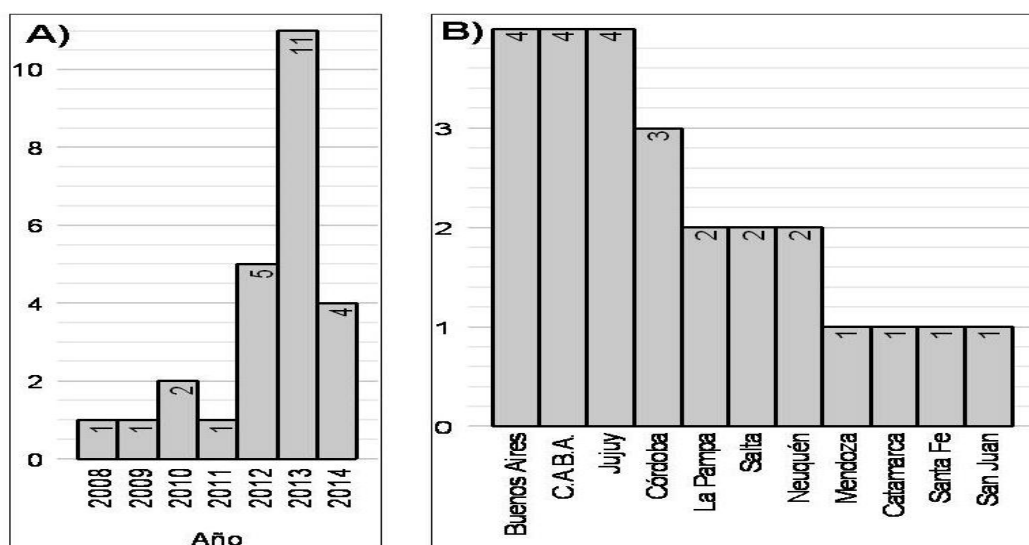 A)
10
8
6
4
2
0
1
1
2
1
5
11
4
2008
2009
2010
2011
2012
2013
2014
Año
B)
3
2
1
0
4
4
4
3
2
2
2
1
1
1
1
Buenos Aires
C.A.B.A.
Jujuy
Córdoba
La Pampa
Salta
Neuquén
Mendoza
Catamarca
Santa Fe
San Juan